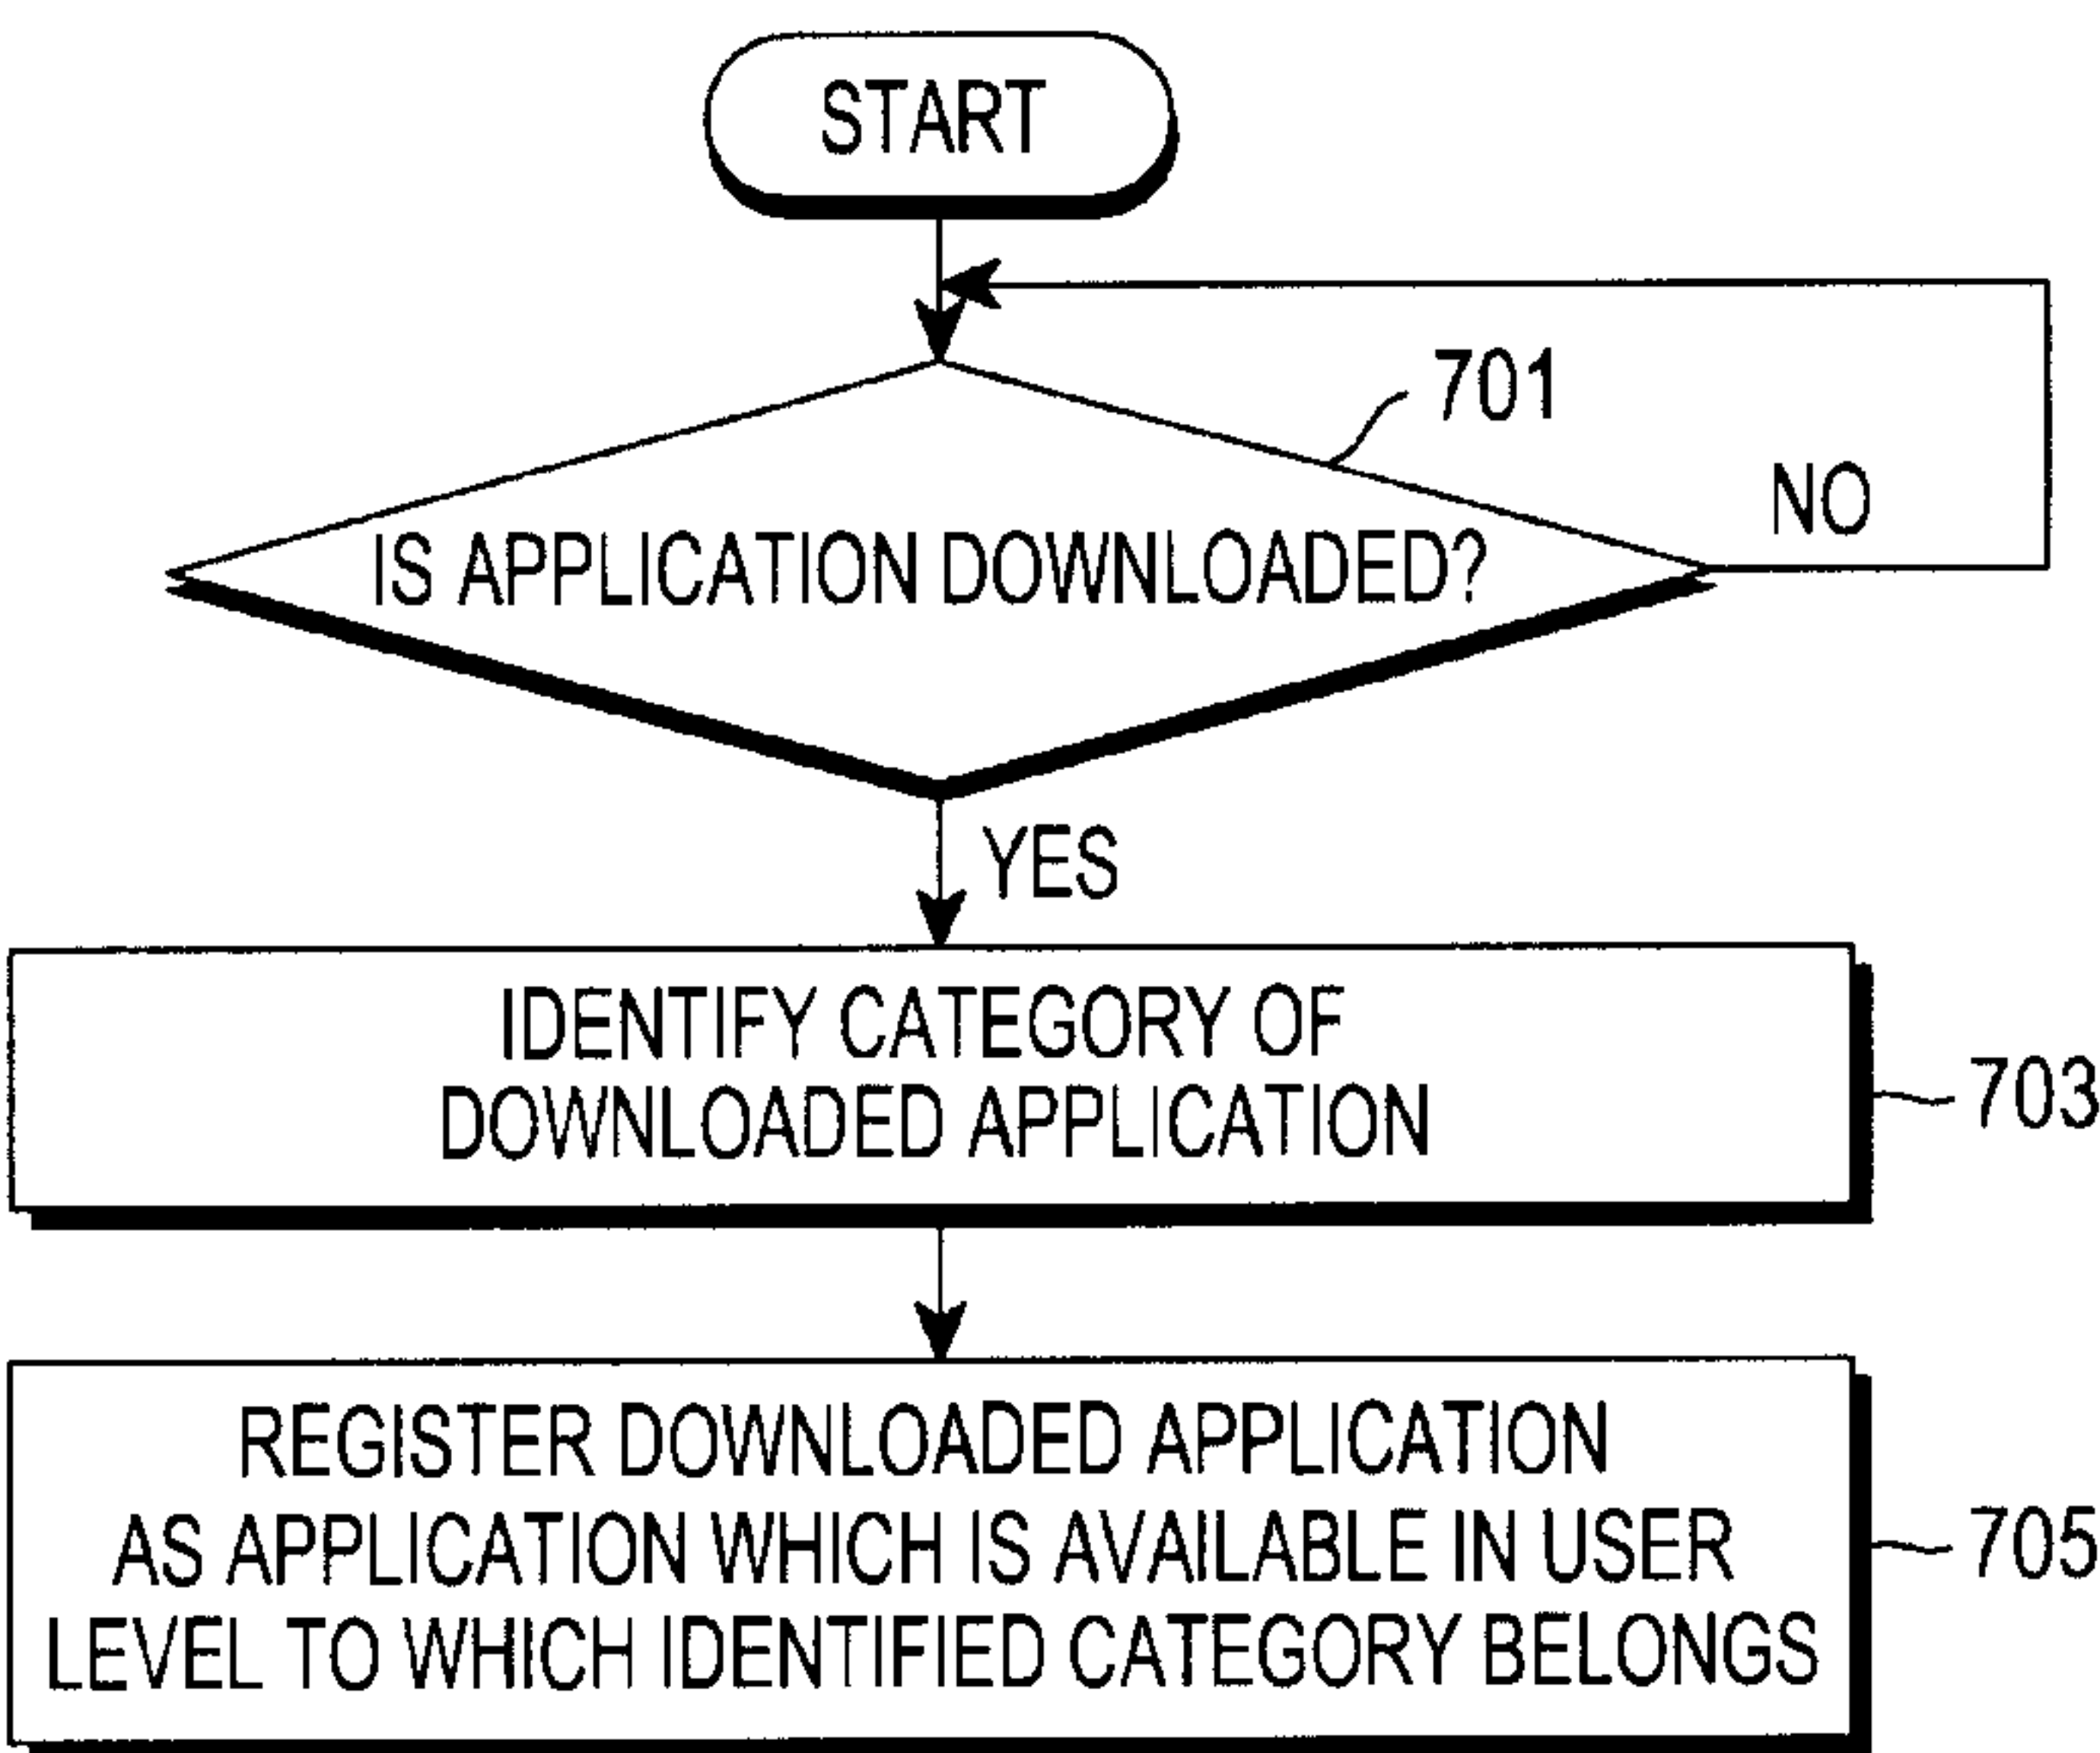 START
701
NO
IS APPLICATION DOWNLOADED?
YES
IDENTIFY CATEGORY OF
DOWNLOADED APPLICATION
703
REGISTER DOWNLOADED APPLICATION
AS APPLICATION WHICH IS AVAILABLE IN USER
LEVEL TO WHICH IDENTIFIED CATEGORY BELONGS
705